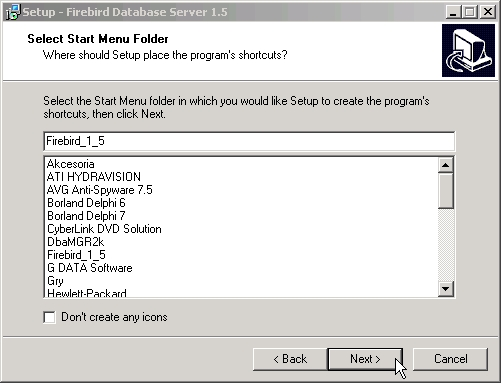 Setup - Firebird Database Server 1.5
Select Start Menu Folder
Where should Setup place the program's shortcuts?
Select the Start Menu folder in which you would like Setup to create the program's
shortcuts, then click Next.
Firebird_1_5
Akcesoria
ATI HYDRAVISION
AVG Anti-Spyware 7.5
Borland Delphi 6
Borland Delphi 7
CyberLink DVD Solution
DbaMGR2k
Firebird_1_5
G DATA Software
Gry
Hewlett-Packard
Don't create any icons
< Back
Next >
Cancel